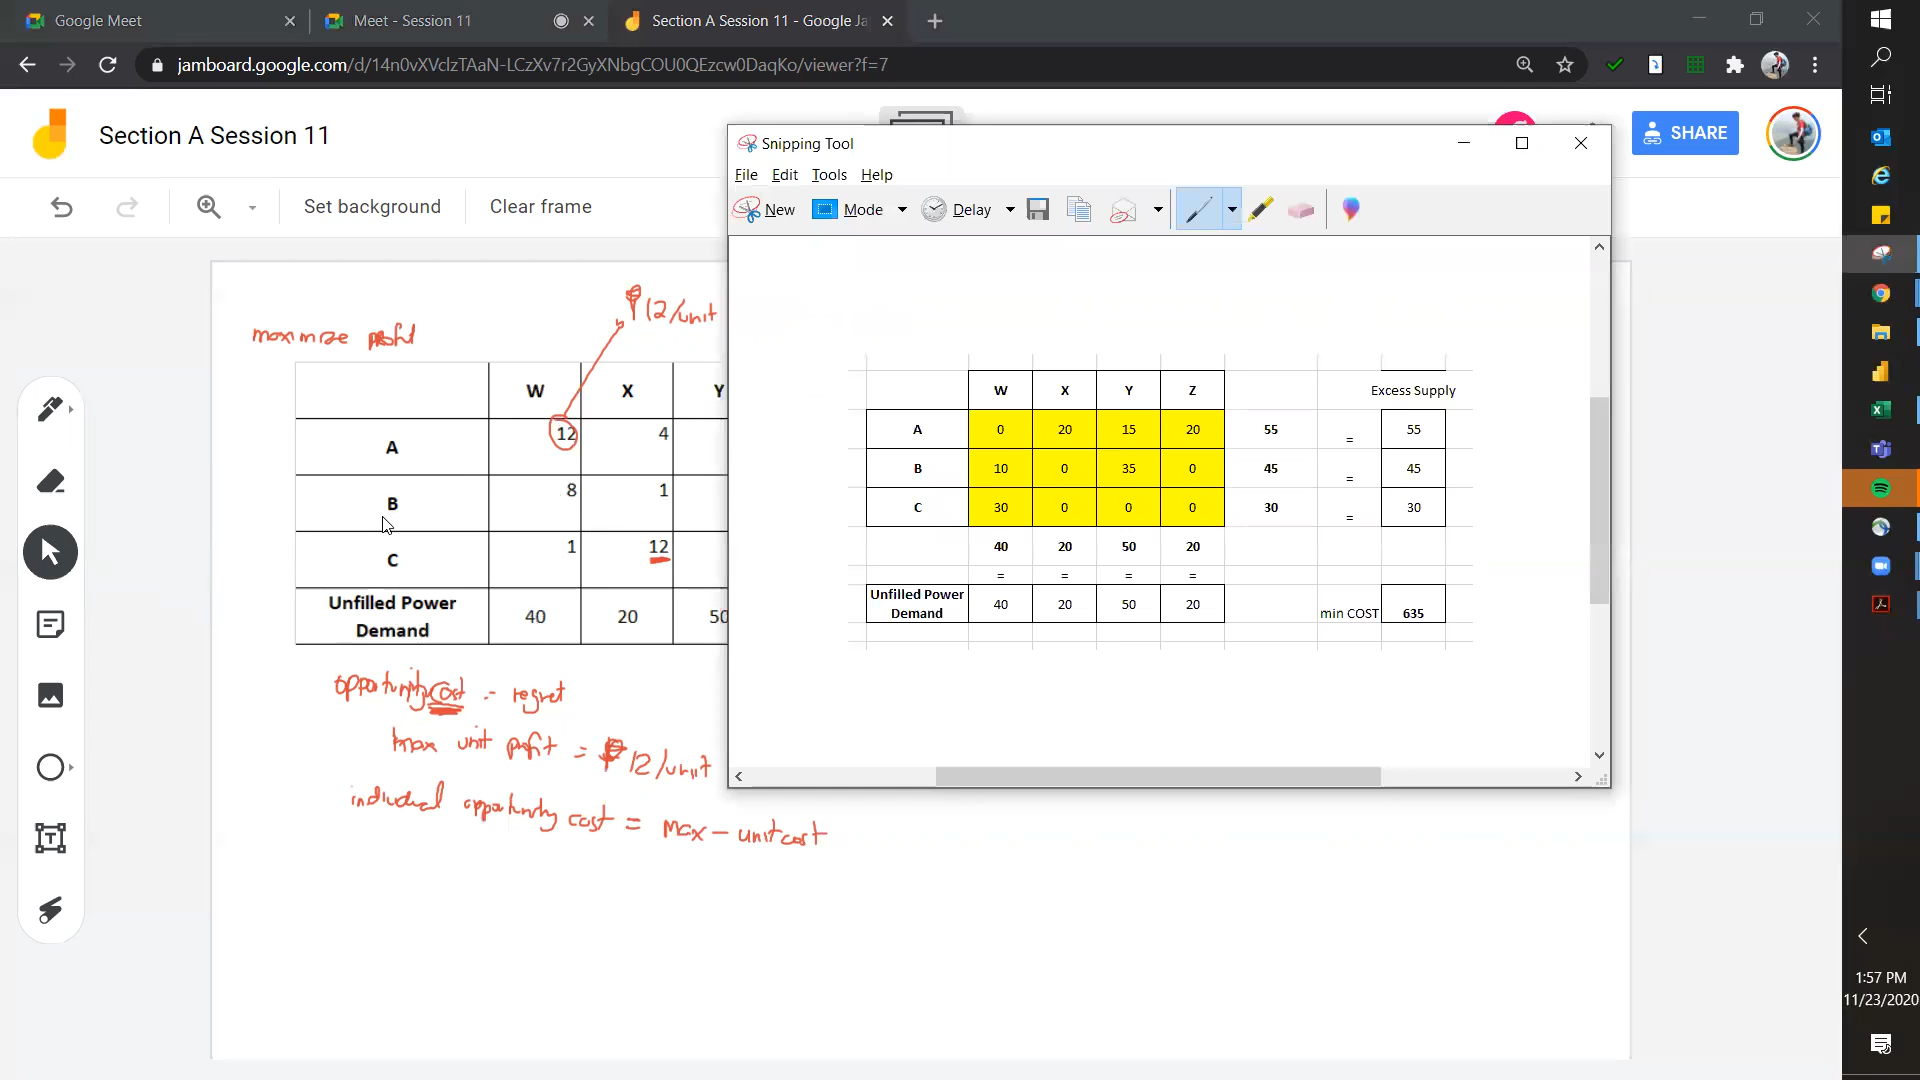 Google Meet
Meet - Session 11
Section A Session 11 - Google Ja
jamboard.google.com/d/14n0vXVclzTAaN-LCzXv7r2GyXNbgCOU0QEzcw0DaqKo/viewer?f=7
Section A Session 11
SHARE
Set background
Clear frame
Snipping Tool
File Edit Tools Help
New Mode Delay
maximize profit
₱12/unit
W X Y
A 12 4
B 8 1
C 1 12
Unfilled Power
Demand 40 20 50
opportunity cost - regret
max unit profit = ₱12/unit
individual opportunity cost = max - unit cost
W X Y Z Excess Supply
A 0 20 15 20 55 = 55
B 10 0 35 0 45 = 45
C 30 0 0 0 30 = 30
40 20 50 20
= = = =
Unfilled Power
Demand 40 20 50 20 min COST 635
1:57 PM
11/23/2020